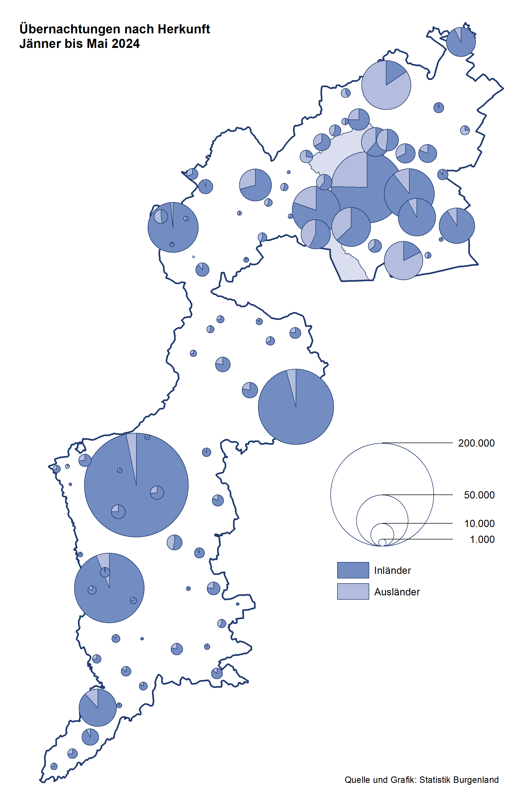 Übernachtungen nach Herkunft
Jänner bis Mai 2024
200.000
50.000
10.000
1.000
Inländer
Ausländer
Quelle und Grafik: Statistik Burgenland